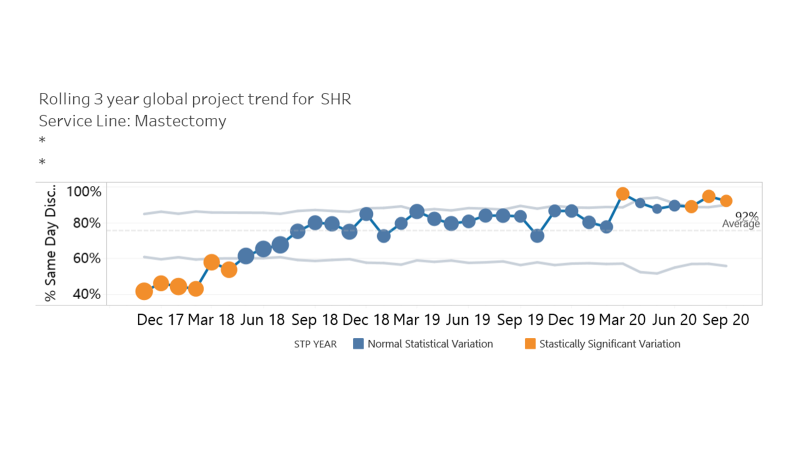 Rolling 3 year global project trend for SHR
Service Line: Mastectomy
*
*
% Same Day Disc..
100%
80%
60%
40%
92%
Average
Dec 17 Mar 18 Jun 18 Sep 18 Dec 18 Mar 19 Jun 19 Sep 19 Dec 19 Mar 20 Jun 20 Sep 20
STP YEAR Normal Statistical Variation Stastically Significant Variation